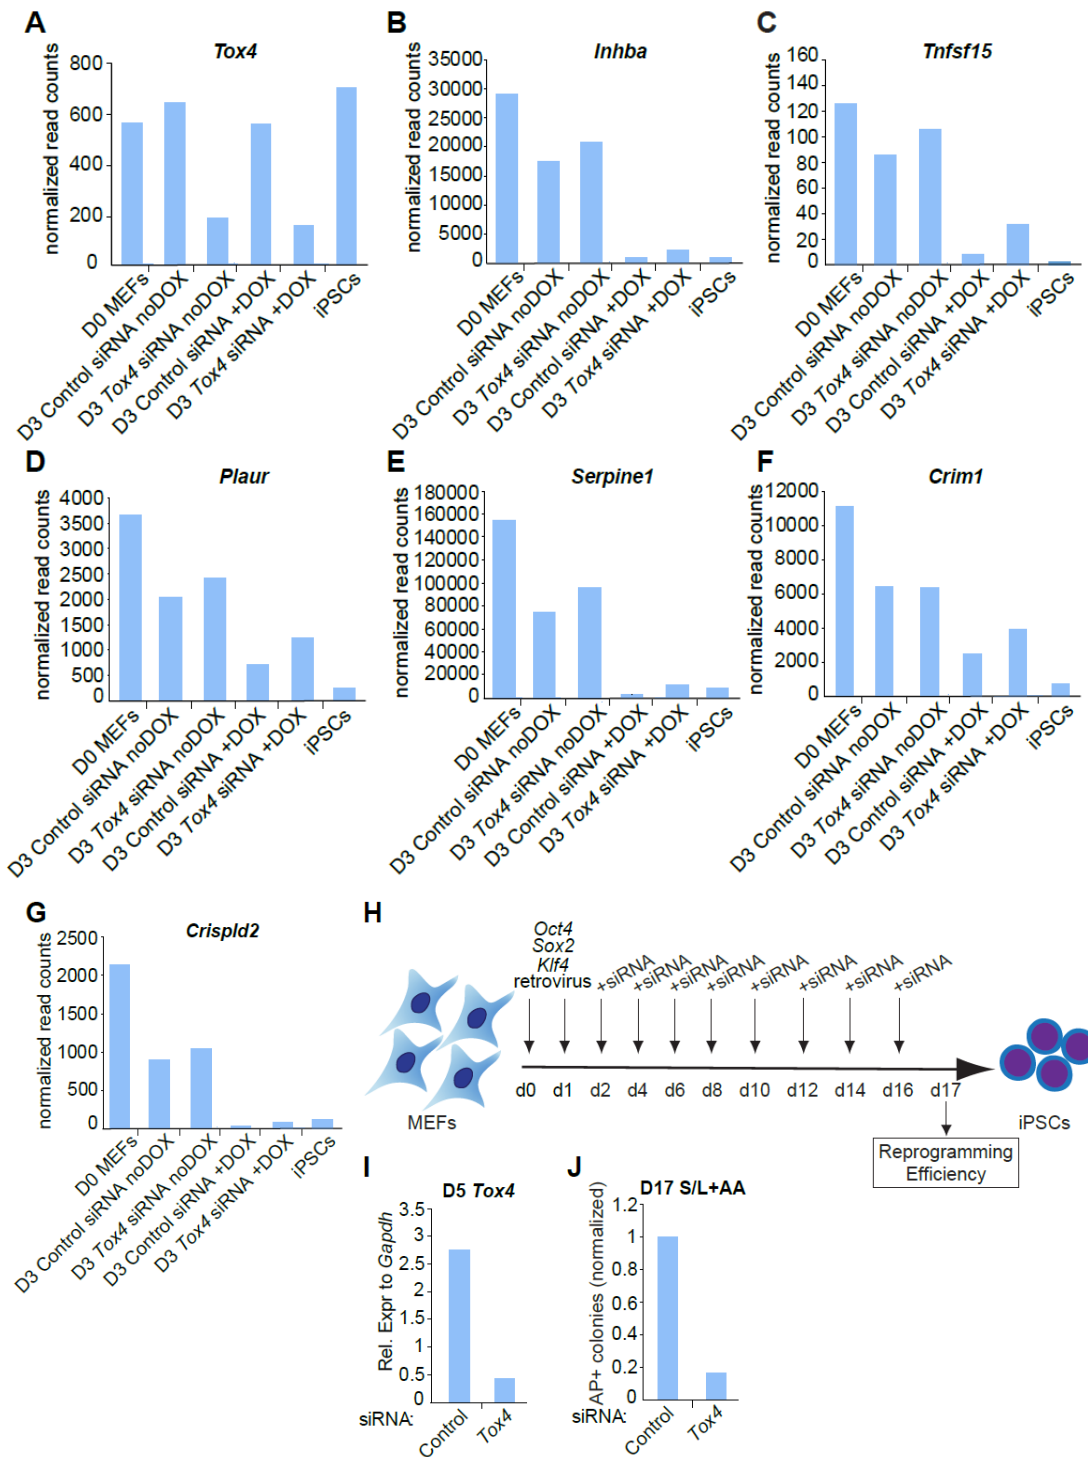 A
Tox4
normalized read counts
800
600
400
200
0
D0 MEFs
D3 Control siRNA noDOX
D3 Tox4 siRNA noDOX
D3 Control siRNA +DOX
D3 Tox4 siRNA +DOX
iPSCs
B
Inhba
normalized read counts
35000
30000
25000
20000
15000
10000
5000
0
D0 MEFs
D3 Control siRNA noDOX
D3 Tox4 siRNA noDOX
D3 Control siRNA +DOX
D3 Tox4 siRNA +DOX
iPSCs
C
Tnfsf15
normalized read counts
160
140
120
100
80
60
40
20
0
D0 MEFs
D3 Control siRNA noDOX
D3 Tox4 siRNA noDOX
D3 Control siRNA +DOX
D3 Tox4 siRNA +DOX
iPSCs
D
Plaur
normalized read counts
4000
3500
3000
2500
2000
1500
1000
500
0
D0 MEFs
D3 Control siRNA noDOX
D3 Tox4 siRNA noDOX
D3 Control siRNA +DOX
D3 Tox4 siRNA +DOX
iPSCs
E
Serpine1
normalized read counts
180000
160000
140000
120000
100000
80000
60000
40000
20000
0
D0 MEFs
D3 Control siRNA noDOX
D3 Tox4 siRNA noDOX
D3 Control siRNA +DOX
D3 Tox4 siRNA +DOX
iPSCs
F
Crim1
normalized read counts
12000
10000
8000
6000
4000
2000
0
D0 MEFs
D3 Control siRNA noDOX
D3 Tox4 siRNA noDOX
D3 Control siRNA +DOX
D3 Tox4 siRNA +DOX
iPSCs
G
Crispld2
normalized read counts
2500
2000
1500
1000
500
0
D0 MEFs
D3 Control siRNA noDOX
D3 Tox4 siRNA noDOX
D3 Control siRNA +DOX
D3 Tox4 siRNA +DOX
iPSCs
H
Oct4
Sox2
Klf4
retrovirus
+siRNA
+siRNA
+siRNA
+siRNA
+siRNA
+siRNA
+siRNA
+siRNA
d0 d1 d2 d4 d6 d8 d10 d12 d14 d16 d17
MEFs
iPSCs
Reprogramming
Efficiency
I
D5 Tox4
Rel. Expr to Gapdh
3.5
3
2.5
2
1.5
1
0.5
0
siRNA:
Control
Tox4
J
D17 S/L+AA
AP+ colonies (normalized)
1.2
1
0.8
0.6
0.4
0.2
0
siRNA:
Control
Tox4